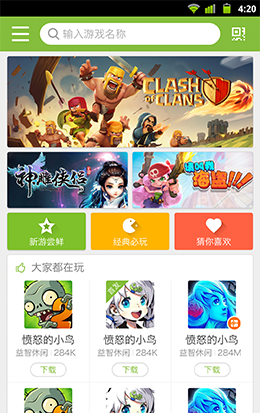 4:20
输入游戏名称
CLASH
OF CLANS
神雕侠侣
海盗!!!
新游尝鲜 经典必玩 猜你喜欢
大家都在玩
首发
愤怒的小鸟 愤怒的小鸟 愤怒的小鸟
益智休闲 284K 益智休闲 284K 益智休闲 284M
下载 下载 下载